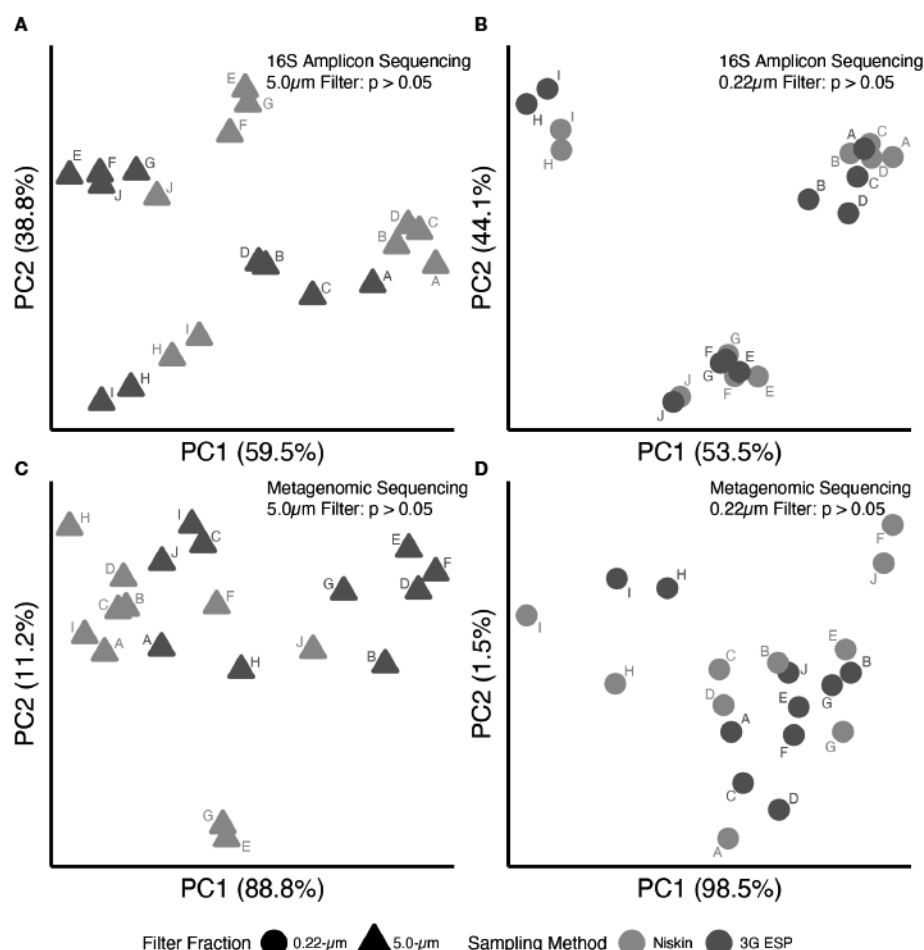 A
16S Amplicon Sequencing
5.0µm Filter: p > 0.05
E
G
F
E
F
G
J
J
D
C
B
A
D
B
C
A
I
H
H
I
PC2 (38.8%)
PC1 (59.5%)
B
16S Amplicon Sequencing
0.22µm Filter: p > 0.05
I
H
I
H
A
C
A
B
D
C
B
D
G
F
E
G
F
E
J
J
PC2 (44.1%)
PC1 (53.5%)
C
Metagenomic Sequencing
5.0µm Filter: p > 0.05
H
I
C
J
D
E
F
G
D
C
B
F
I
A
A
J
B
H
G
E
PC2 (11.2%)
PC1 (88.8%)
D
Metagenomic Sequencing
0.22µm Filter: p > 0.05
F
J
H
I
I
E
B
C
B
J
H
G
D
E
A
F
G
C
D
A
PC2 (11.5%)
PC1 (98.5%)
Filter Fraction 0.22-µm 5.0-µm Sampling Method Niskin 3G ESP